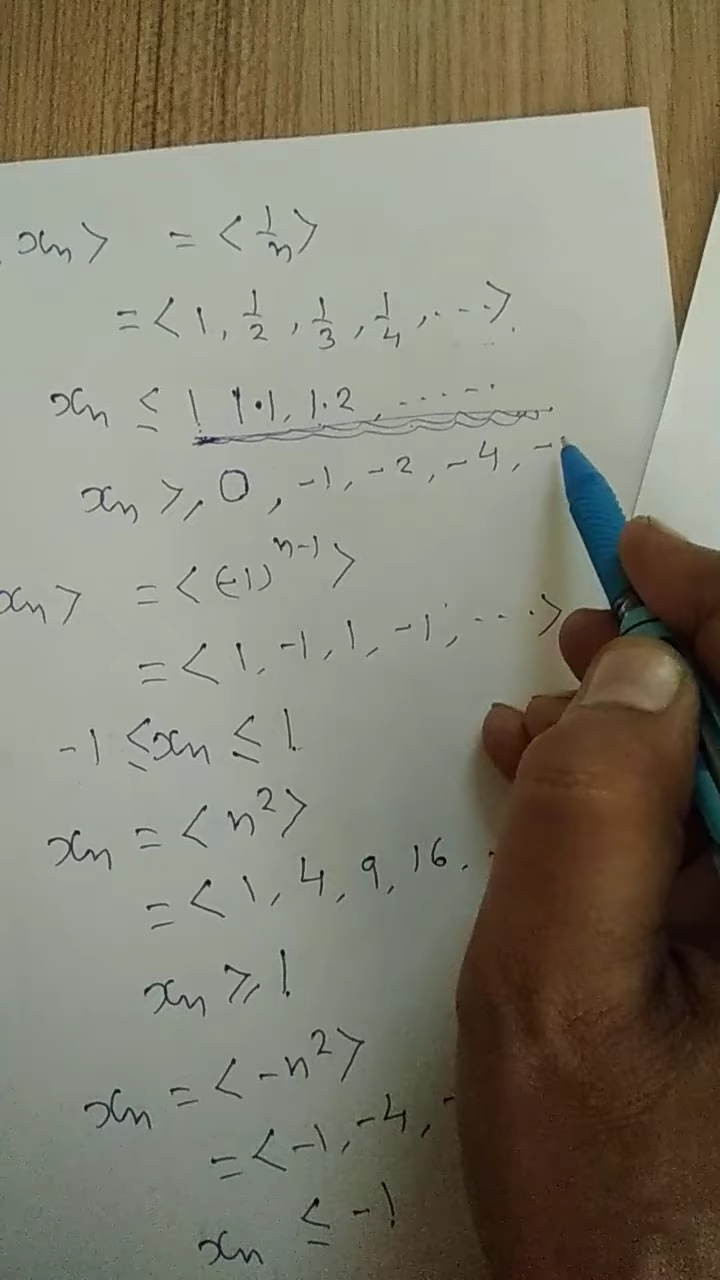 xn> = <1/n>
= <1, 1/2, 1/3, 1/4, ...>.
xn ≤ 1 1·1, 1·2, .....
xn ≥ 0, -1, -2, -4, -
xn> = <(-1)^(n-1)>
= <1, -1, 1, -1, ...>
-1 ≤ xn ≤ 1
xn = <n²>
= <1, 4, 9, 16, .
xn ≥ 1
xn = <-n²>
= <-1, -4, -
xn ≤ -1